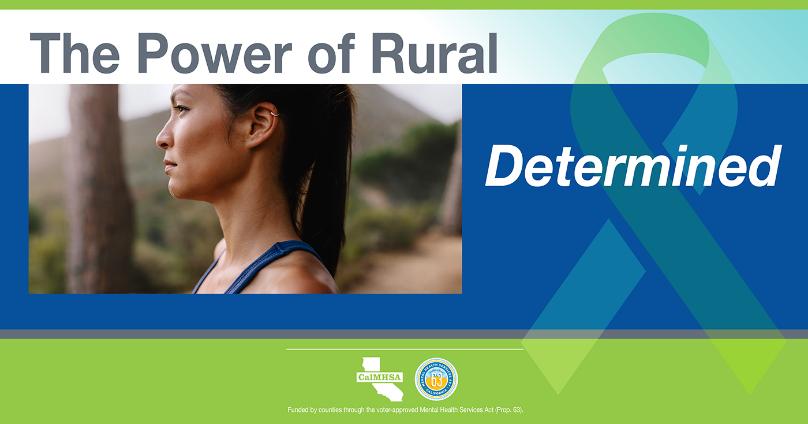 The Power of Rural
Determined
CalMHSA
Funded by counties through the voter-approved Mental Health Services Act (Prop. 63).